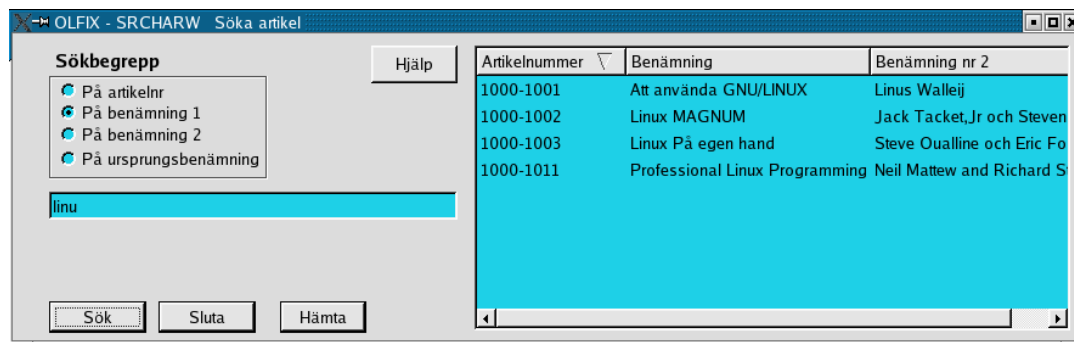 OLFIX - SRCHARW Söka artikel
Sökbegrepp
Hjälp
På artikelnr
På benämning 1
På benämning 2
På ursprungsbenämning
linu
Sök Sluta Hämta
Artikelnummer Benämning Benämning nr 2
1000-1001 Att använda GNU/LINUX Linus Walleij
1000-1002 Linux MAGNUM Jack Tacket,Jr och Steven
1000-1003 Linux På egen hand Steve Oualline och Eric Fo
1000-1011 Professional Linux Programming Neil Mattew and Richard S